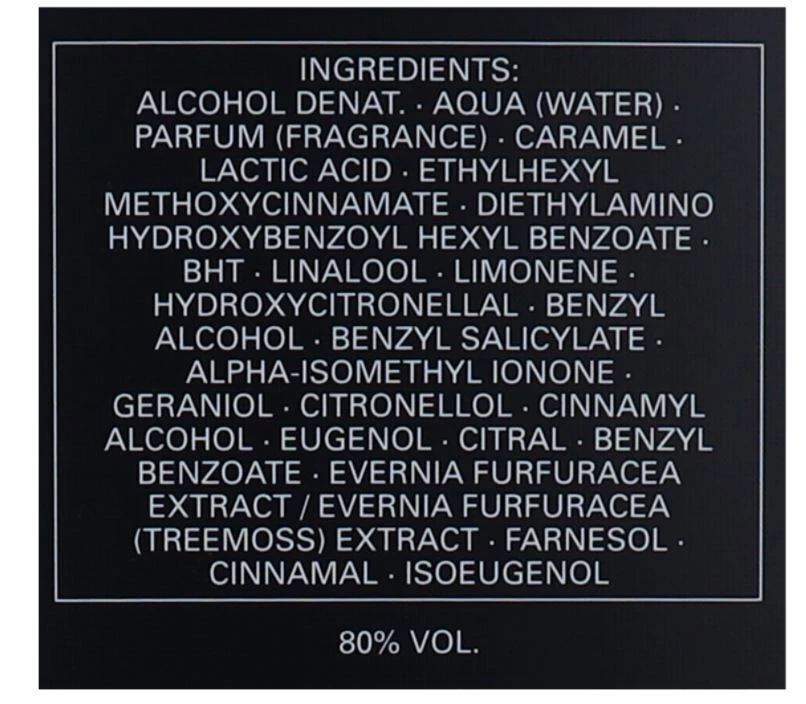 INGREDIENTS:
ALCOHOL DENAT. · AQUA (WATER) ·
PARFUM (FRAGRANCE) · CARAMEL ·
LACTIC ACID · ETHYLHEXYL
METHOXYCINNAMATE · DIETHYLAMINO
HYDROXYBENZOYL HEXYL BENZOATE ·
BHT · LINALOOL · LIMONENE ·
HYDROXYCITRONELLAL · BENZYL
ALCOHOL · BENZYL SALICYLATE ·
ALPHA-ISOMETHYL IONONE ·
GERANIOL · CITRONELLOL · CINNAMYL
ALCOHOL · EUGENOL · CITRAL · BENZYL
BENZOATE · EVERNIA FURFURACEA
EXTRACT / EVERNIA FURFURACEA
(TREEMOSS) EXTRACT · FARNESOL ·
CINNAMAL · ISOEUGENOL
80% VOL.